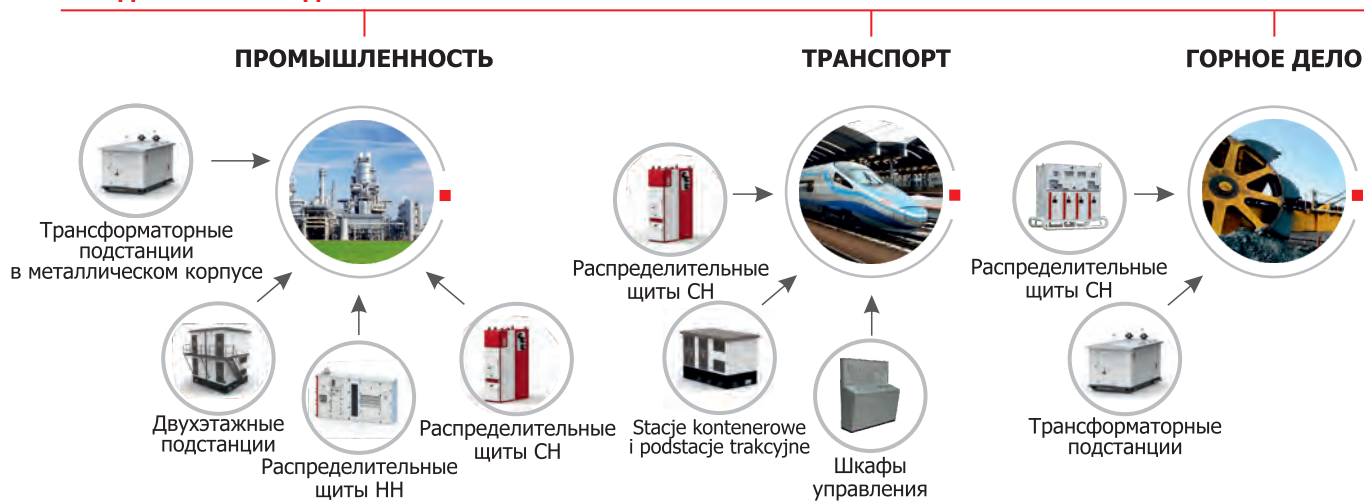 ПРОМЫШЛЕННОСТЬ
Трансформаторные
подстанции
в металлическом корпусе
Двухэтажные
подстанции
Распределительные
щиты НН
Распределительные
щиты СН
ТРАНСПОРТ
Распределительные
щиты СН
Stacje kontenerowe
i podstacje trakcyjne
Шкафы
управления
ГОРНОЕ ДЕЛО
Распределительные
щиты СН
Трансформаторные
подстанции